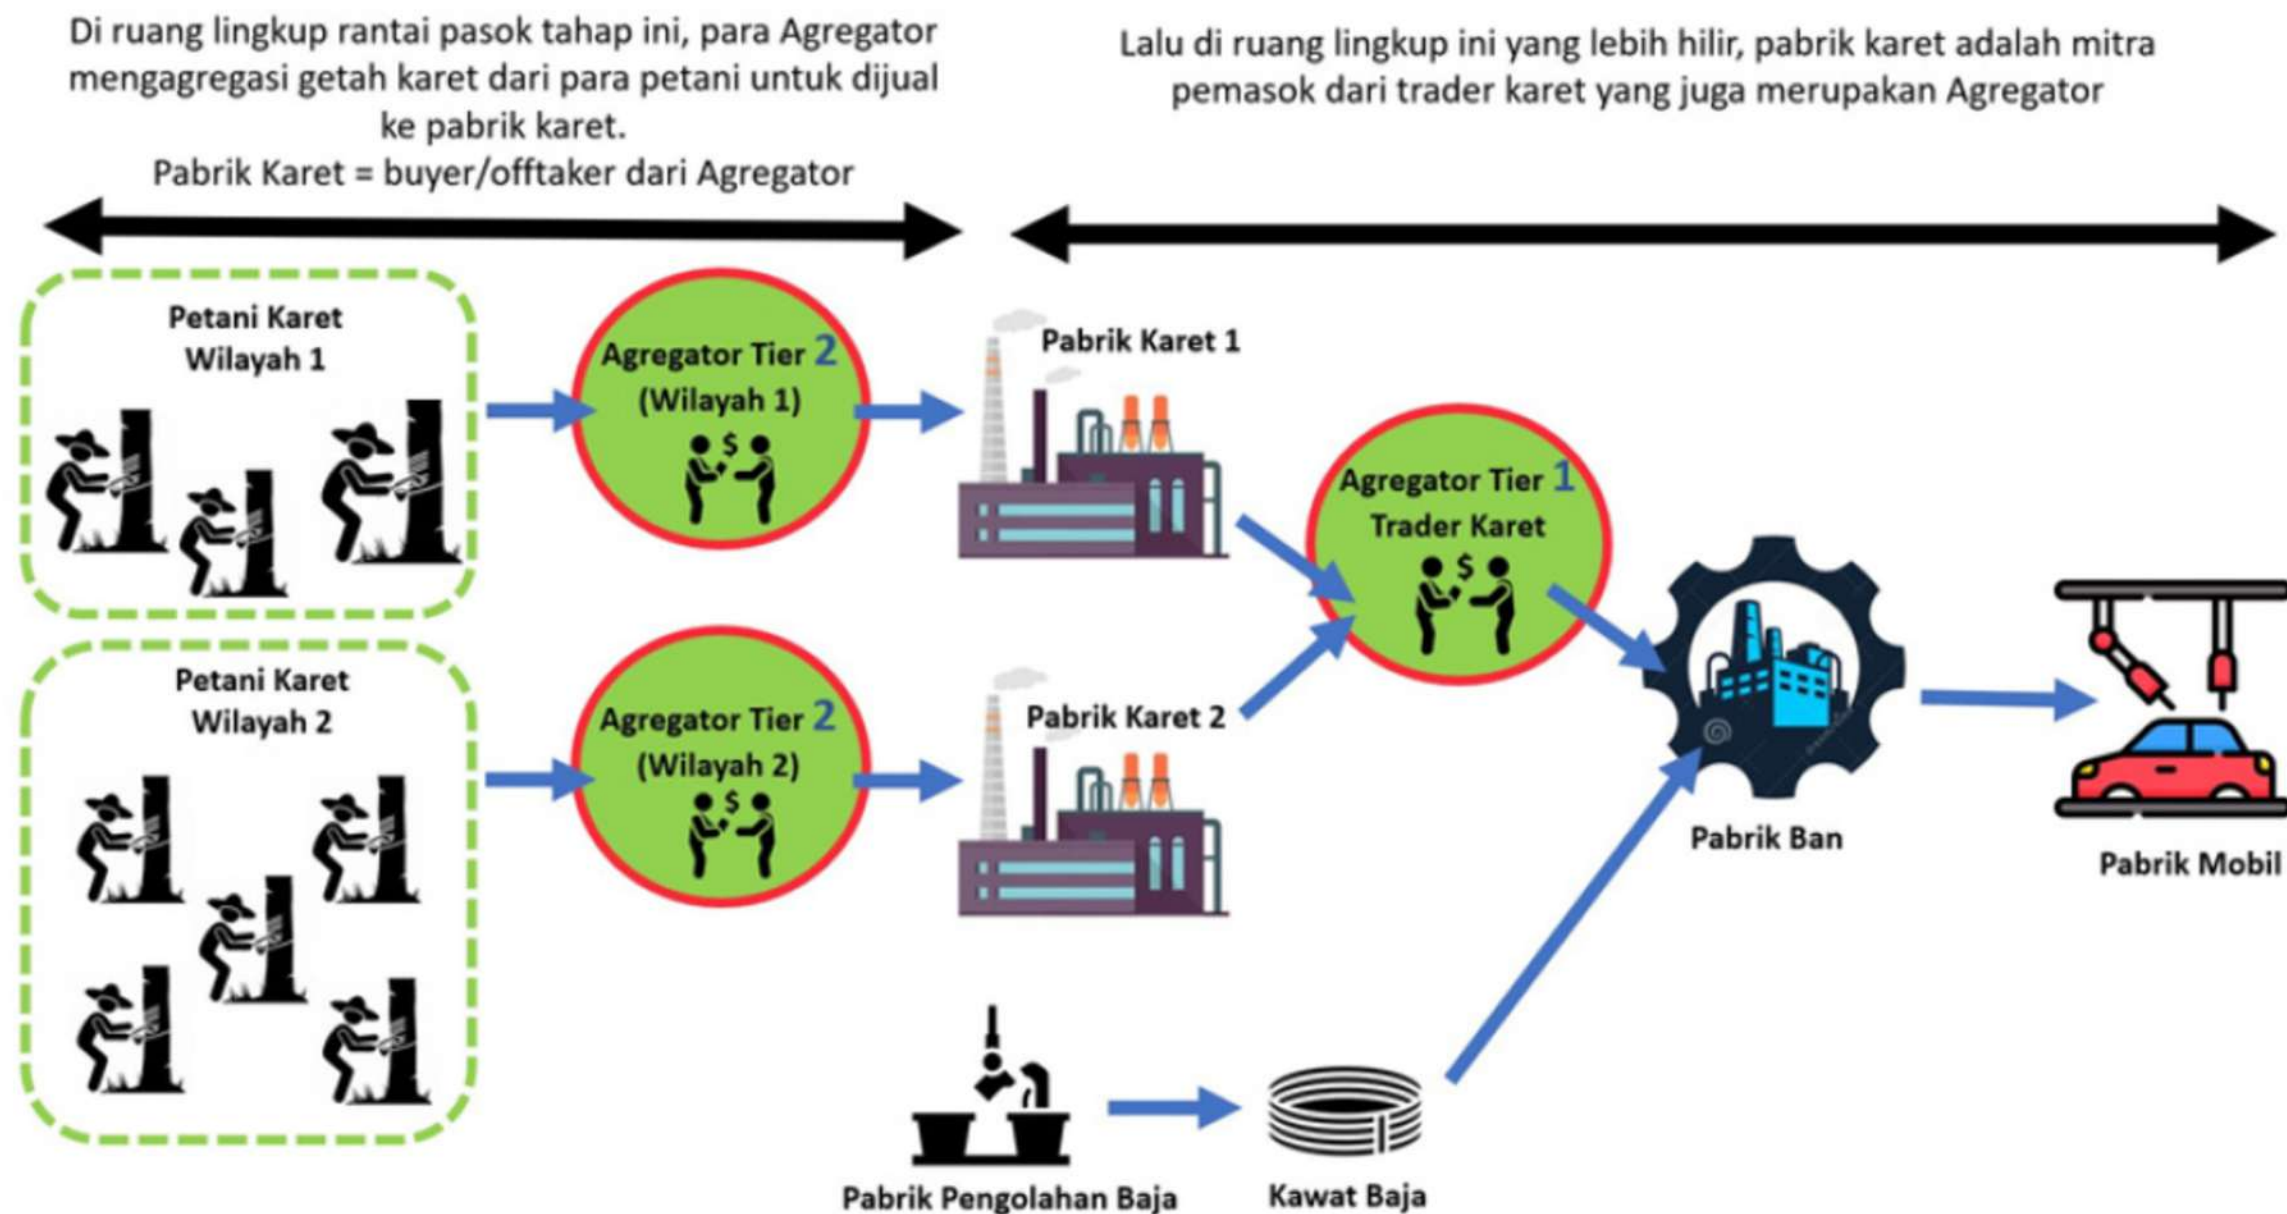 Di ruang lingkup rantai pasok tahap ini, para Agregator
mengagregasi getah karet dari para petani untuk dijual
ke pabrik karet.
Pabrik Karet = buyer/offtaker dari Agregator
Lalu di ruang lingkup ini yang lebih hilir, pabrik karet adalah mitra
pemasok dari trader karet yang juga merupakan Agregator
Petani Karet
Wilayah 1
Agregator Tier 2
(Wilayah 1)
$
Pabrik Karet 1
Agregator Tier 1
Trader Karet
$
Petani Karet
Wilayah 2
Agregator Tier 2
(Wilayah 2)
$
Pabrik Karet 2
Pabrik Ban
Pabrik Mobil
Pabrik Pengolahan Baja
Kawat Baja